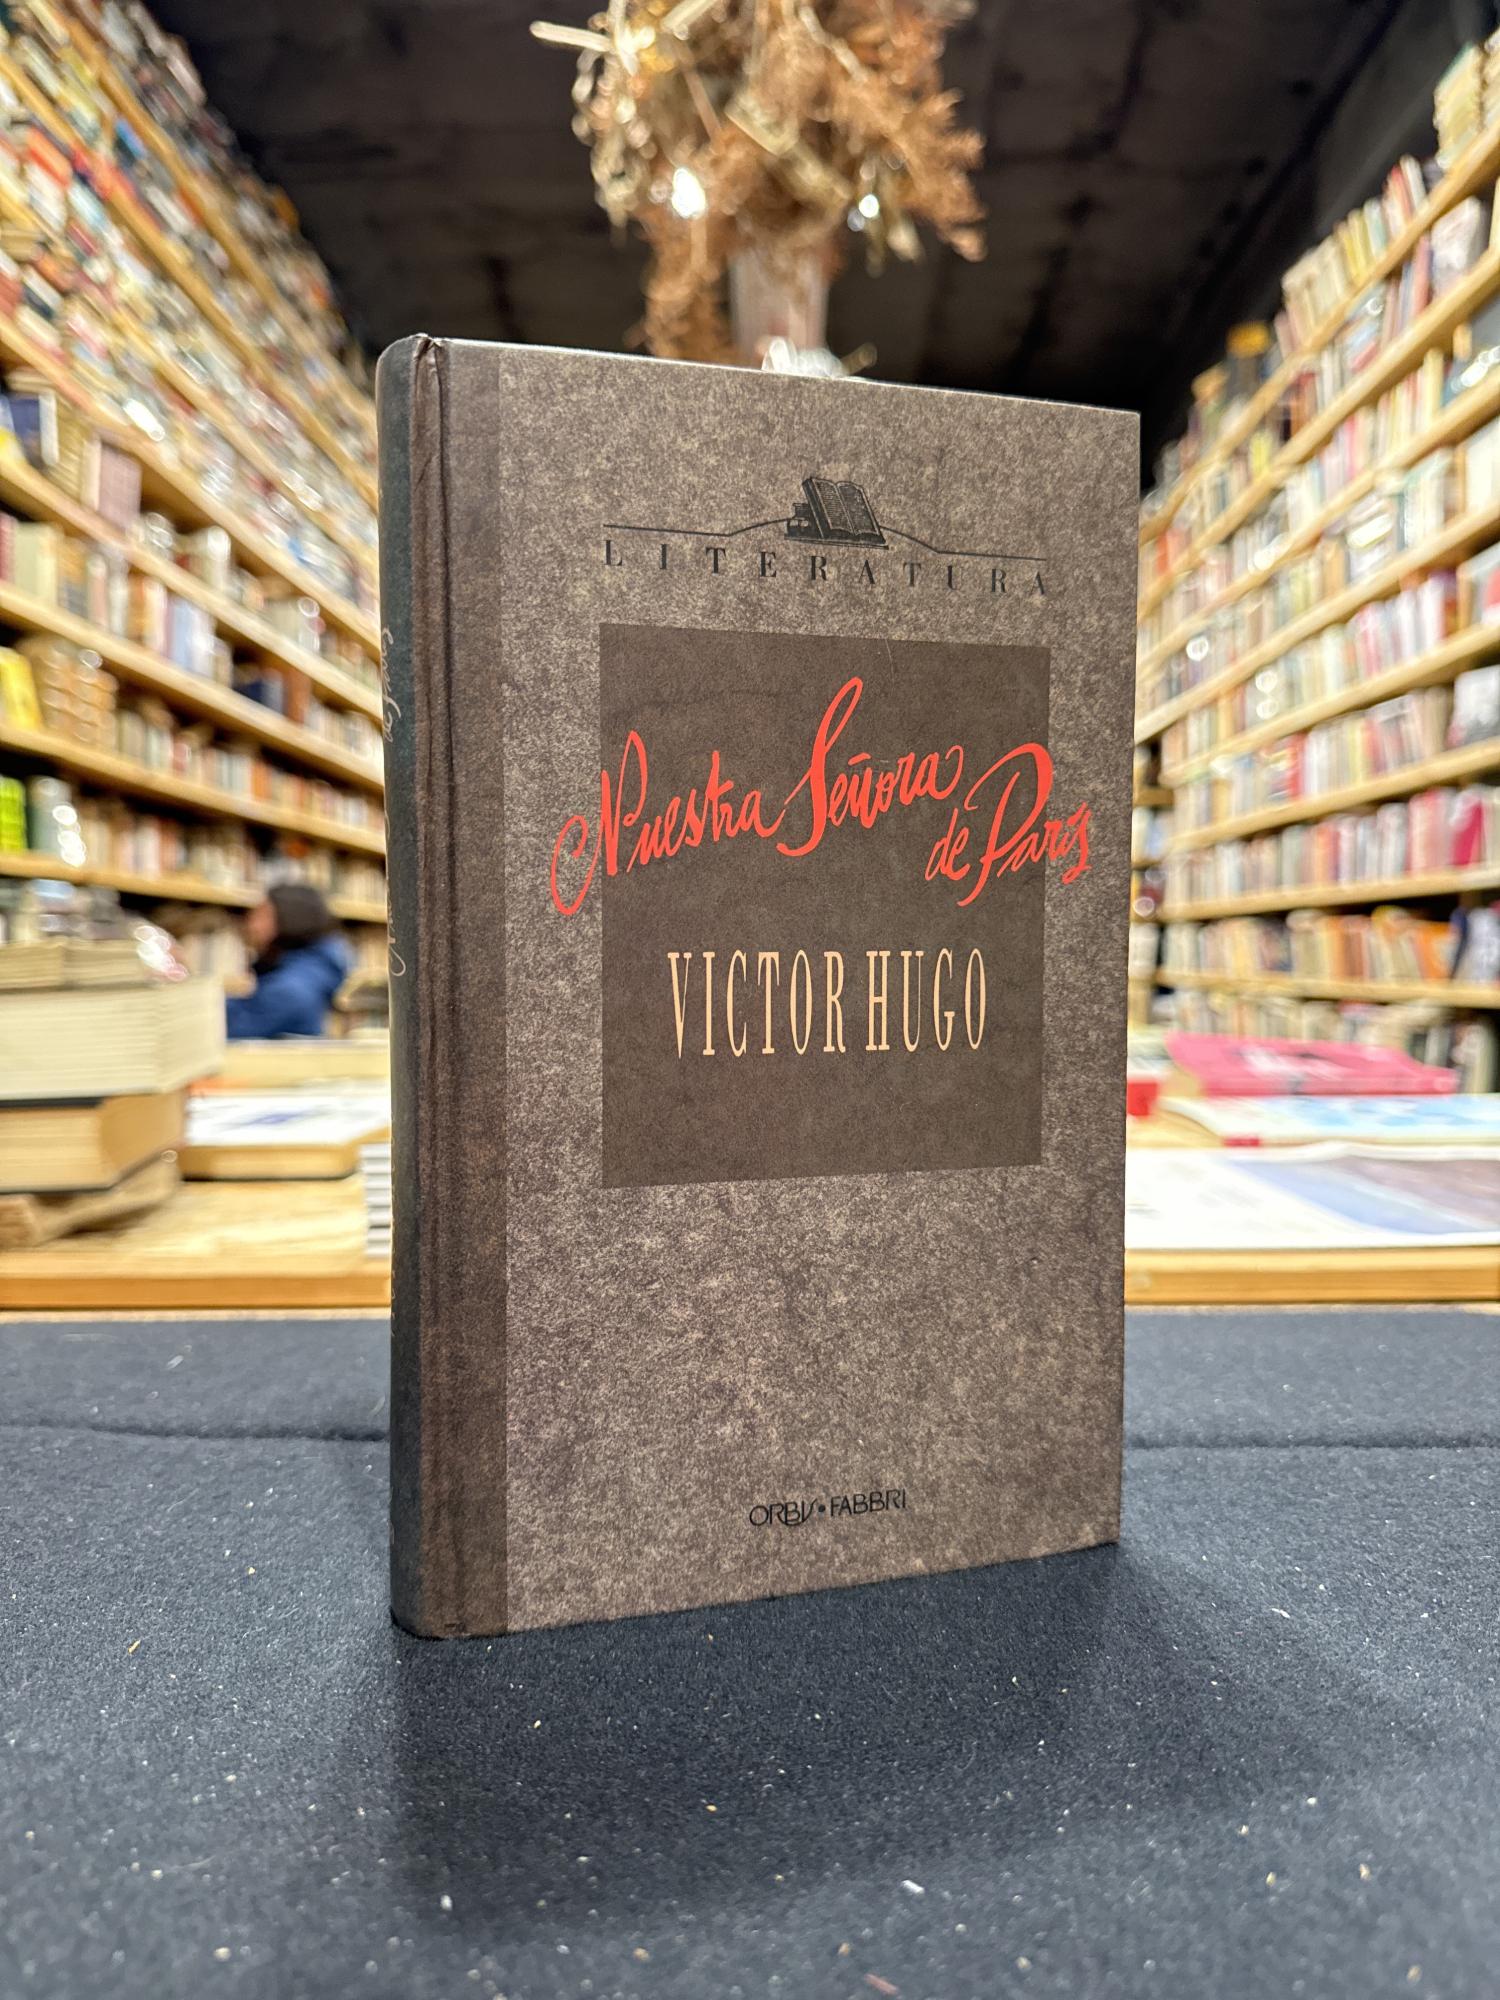 LITERATURA
Nuestra Señora
de París
VICTOR HUGO
ORBIS • FABBRI